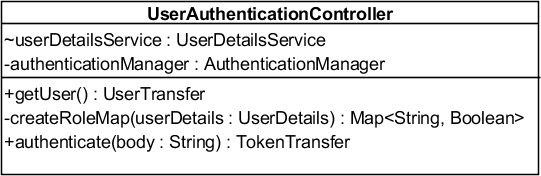 UserAuthenticationController
~userDetailsService : UserDetailsService
-authenticationManager : AuthenticationManager
+getUser() : UserTransfer
-createRoleMap(userDetails : UserDetails) : Map<String, Boolean>
+authenticate(body : String) : TokenTransfer